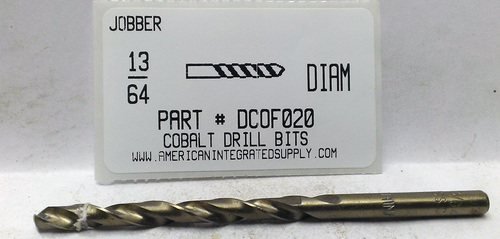 JOBBER
13
64
DIAM
PART # DCOF020
COBALT DRILL BITS
WWW.AMERICANINTEGRATEDSUPPLY.COM